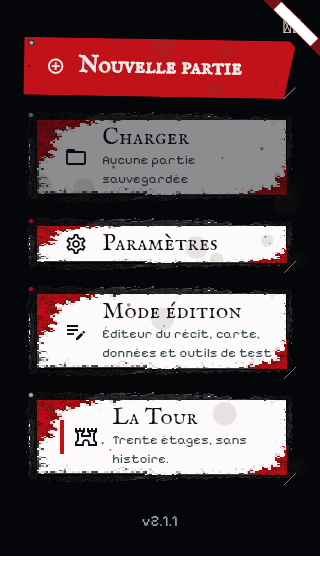 Nouvelle partie
Charger
Aucune partie
sauvegardée
Paramètres
Mode édition
Éditeur du récit, carte,
données et outils de test
La Tour
Trente étages, sans
histoire.
v8.1.1